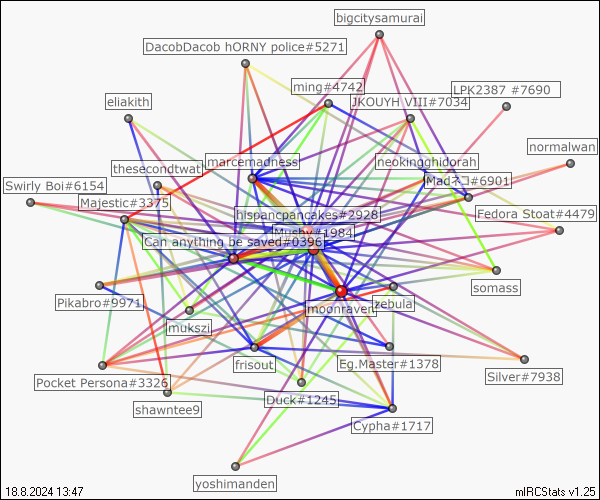 bigcitysamurai
DacobDacob hORNY police#5271
ming#4742
LPK2387 #7690
eliakith
JKOUYH VIII#7034
normalwan
marcemadness
neokingghidorah
thesecondtwat
Madネコ#6901
Swirly Boi#6154
Majestic#3375
hispancpancakes#2928
Fedora Stoat#4479
Mushy#1984
Can anything be saved#0396
somass
Pikabro#9971
moonraven
zebula
mukszi
frisout
Eg.Master#1378
Silver#7938
Pocket Persona#3326
Duck#1245
shawntee9
Cypha#1717
yoshimanden
18.8.2024 13:47
mIRCStats v1.25